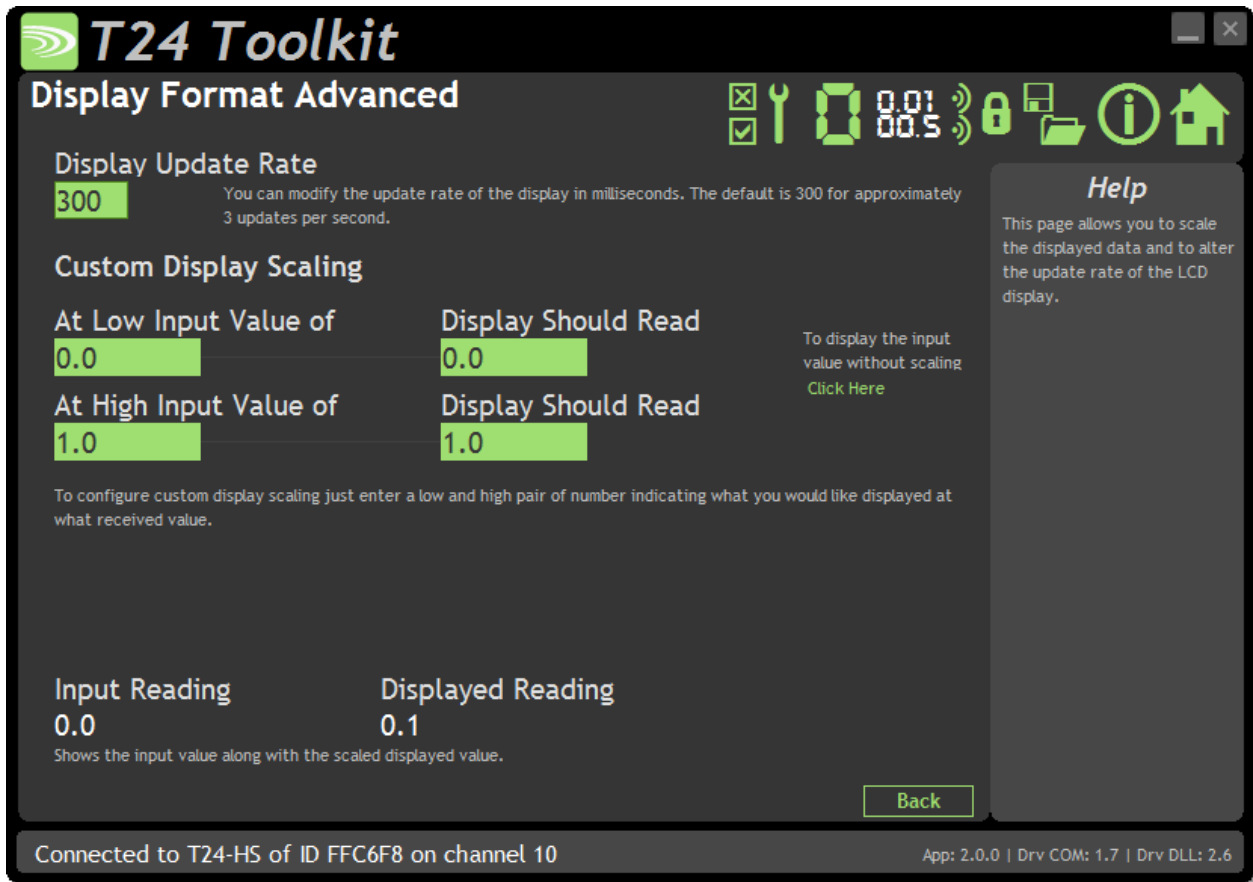 T24 Toolkit
Display Format Advanced
0.01
00.5
Display Update Rate
300
You can modify the update rate of the display in milliseconds. The default is 300 for approximately
3 updates per second.
Custom Display Scaling
At Low Input Value of
Display Should Read
0.0
0.0
To display the input
value without scaling
Click Here
At High Input Value of
Display Should Read
1.0
1.0
To configure custom display scaling just enter a low and high pair of number indicating what you would like displayed at
what received value.
Input Reading
Displayed Reading
0.0
0.1
Shows the input value along with the scaled displayed value.
Back
Help
This page allows you to scale
the displayed data and to alter
the update rate of the LCD
display.
Connected to T24-HS of ID FFC6F8 on channel 10
App: 2.0.0 | Drv COM: 1.7 | Drv DLL: 2.6